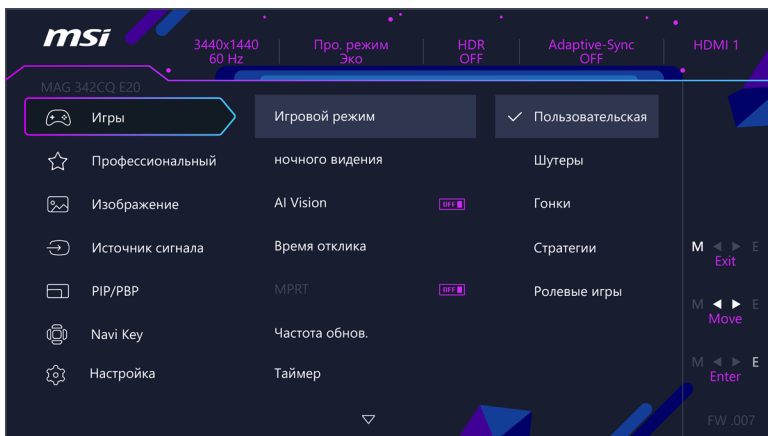 msi
3440x1440
60 Hz
Про. режим
Эко
HDR
OFF
Adaptive-Sync
OFF
HDMI 1
MAG 342CQ E20
Игры
Игровой режим
Пользовательская
Профессиональный
ночного видения
Шутеры
Изображение
AI Vision
OFF
Гонки
Источник сигнала
Время отклика
Стратегии
M E
Exit
PIP/PBP
MPRT
OFF
Ролевые игры
M E
Move
Navi Key
Частота обнов.
Настройка
Таймер
M E
Enter
FW .007